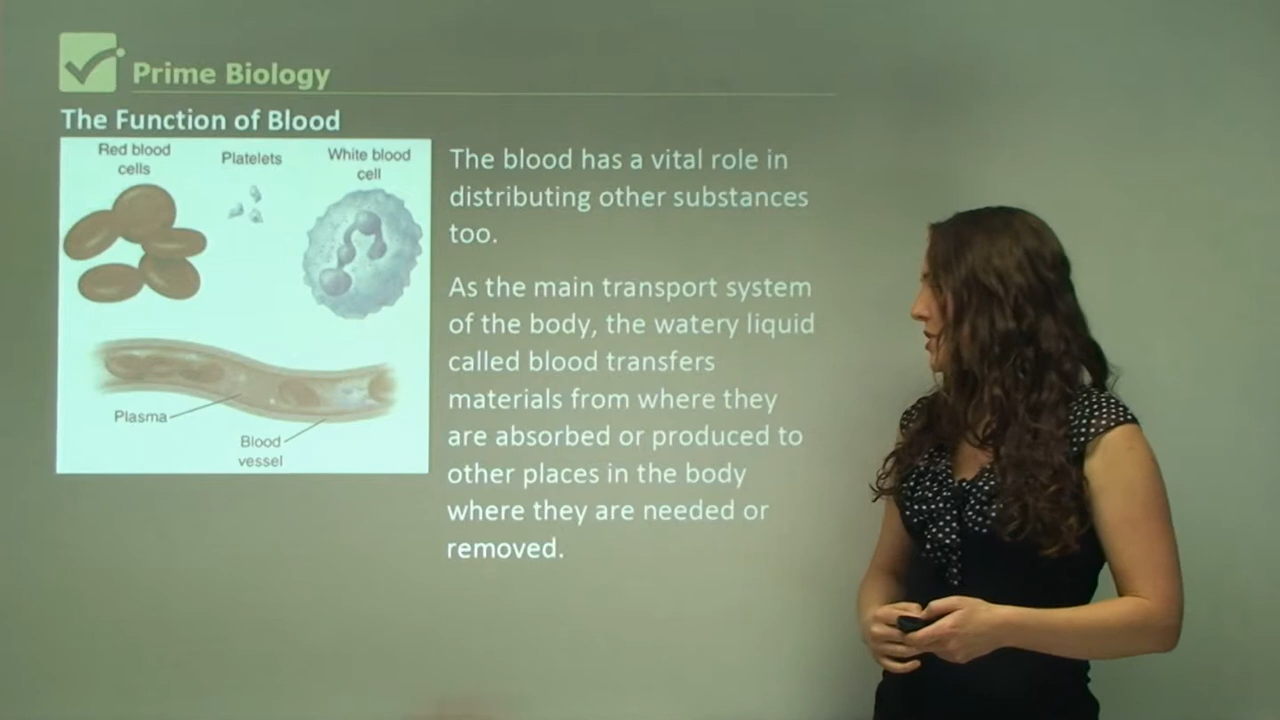 Prime Biology
The Function of Blood
Red blood
cells
Platelets
White blood
cell
Plasma
Blood
vessel
The blood has a vital role in
distributing other substances
too.
As the main transport system
of the body, the watery liquid
called blood transfers
materials from where they
are absorbed or produced to
other places in the body
where they are needed or
removed.